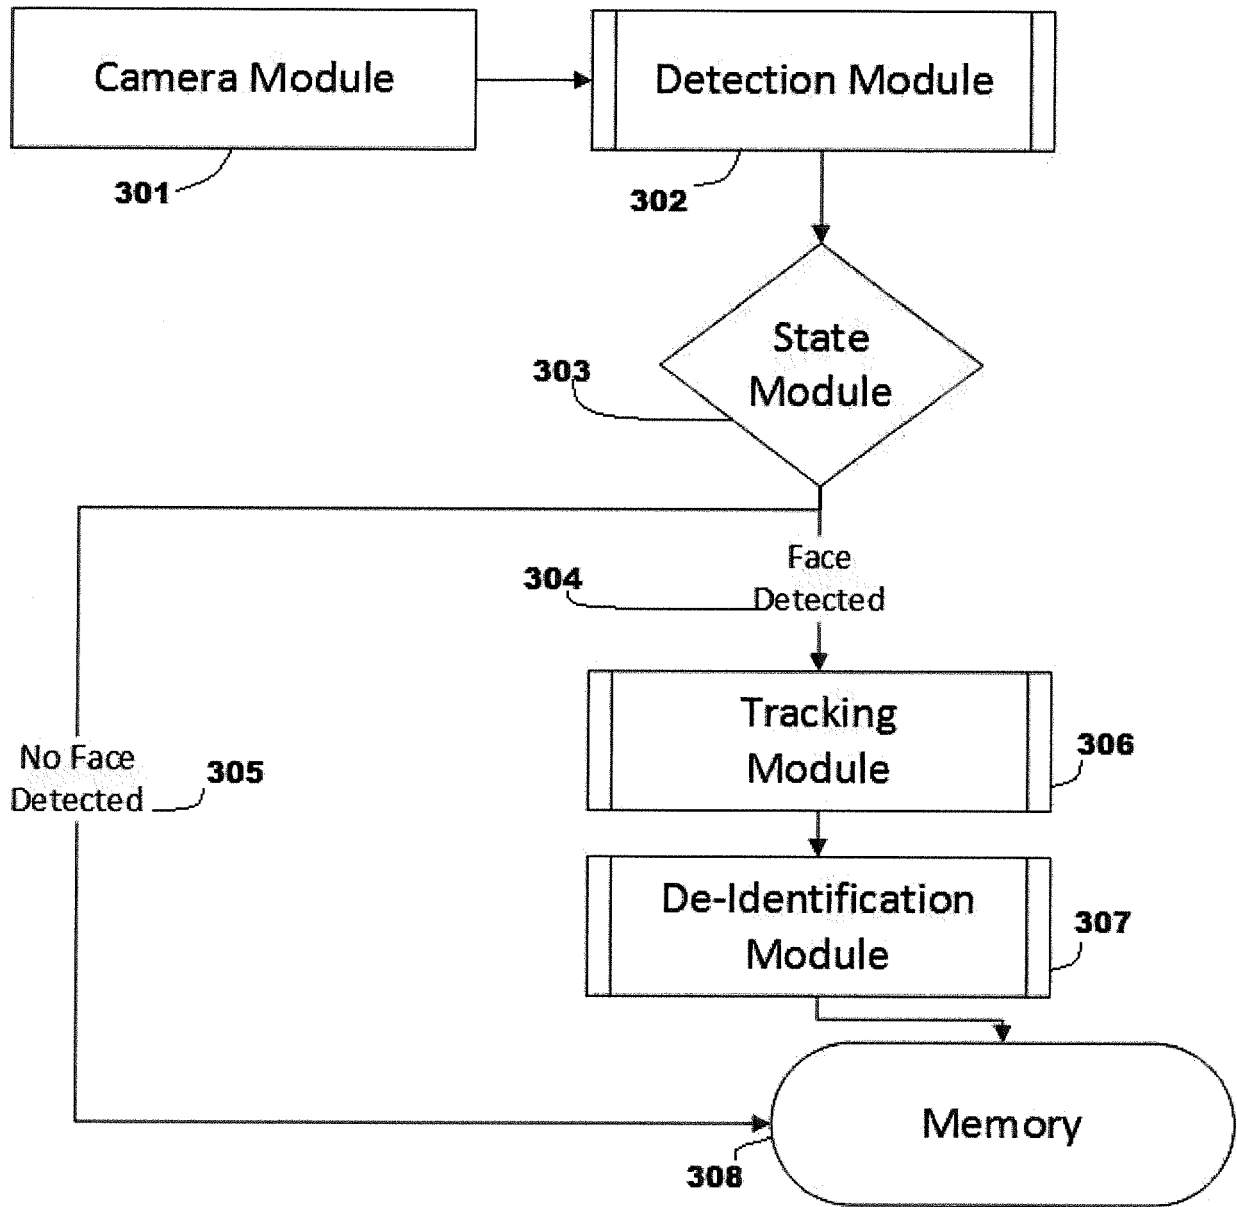 Camera Module
Detection Module
301
302
State
Module
303
Face
Detected
304
Tracking
Module
306
No Face
Detected
305
De-Identification
Module
307
Memory
308